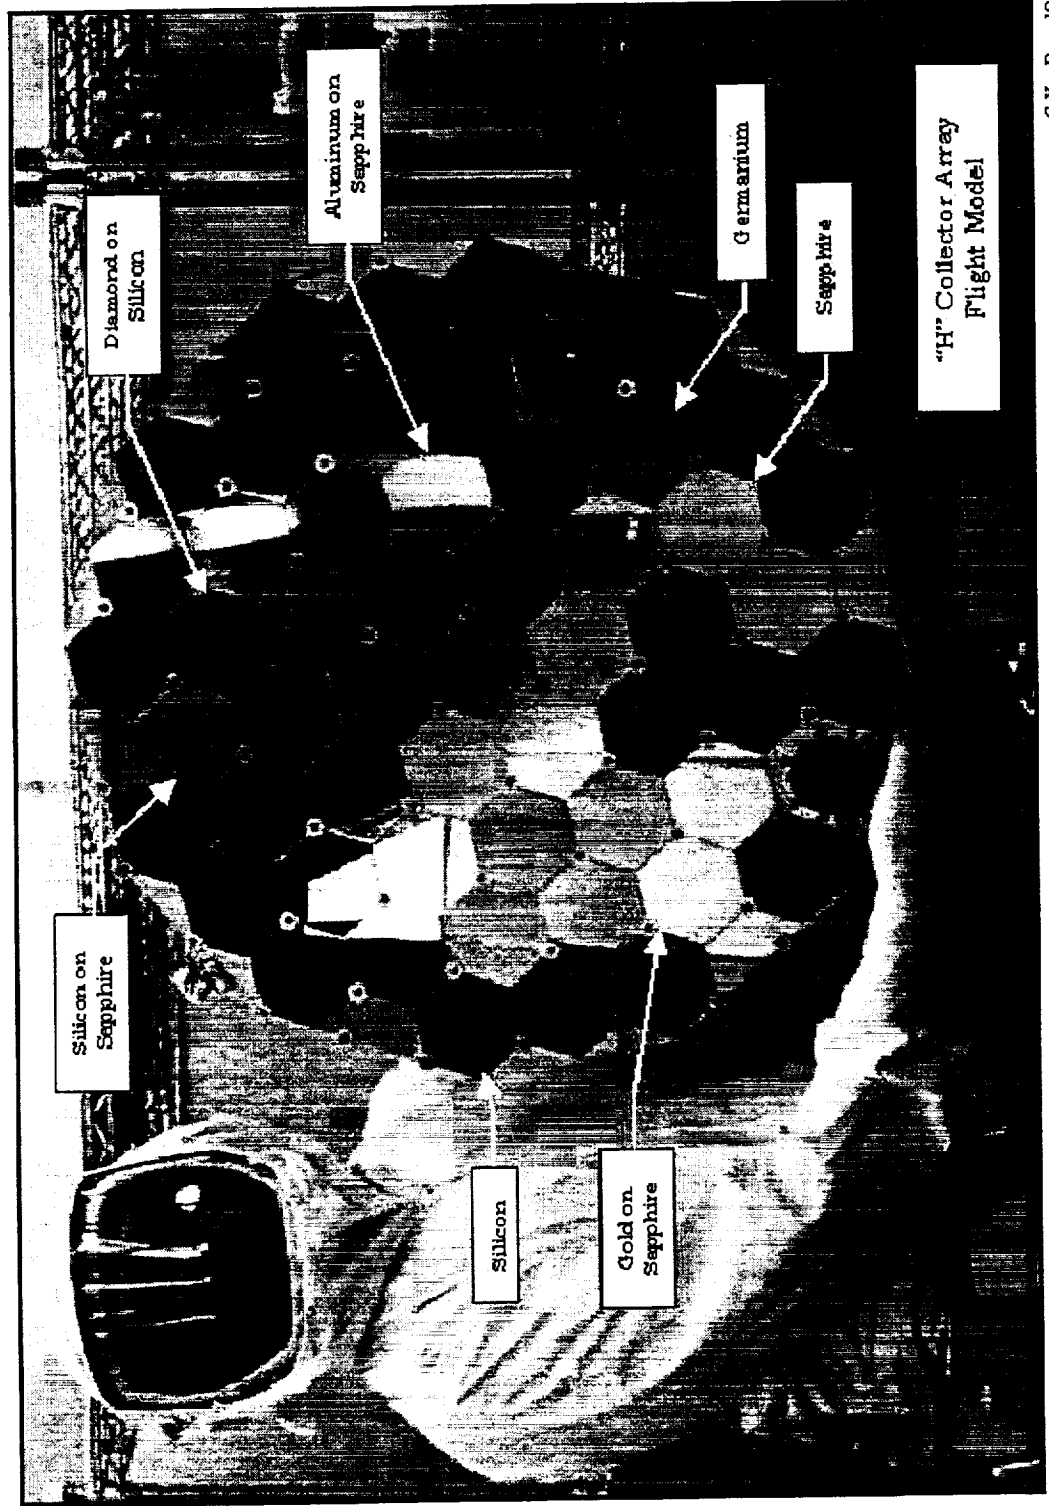 Silicon on
Sapphire
Diamond on
Silicon
Aluminum on
Sapphire
Silicon
Gold on
Sapphire
Germanium
Sapphire
"H" Collector Array
Flight Model